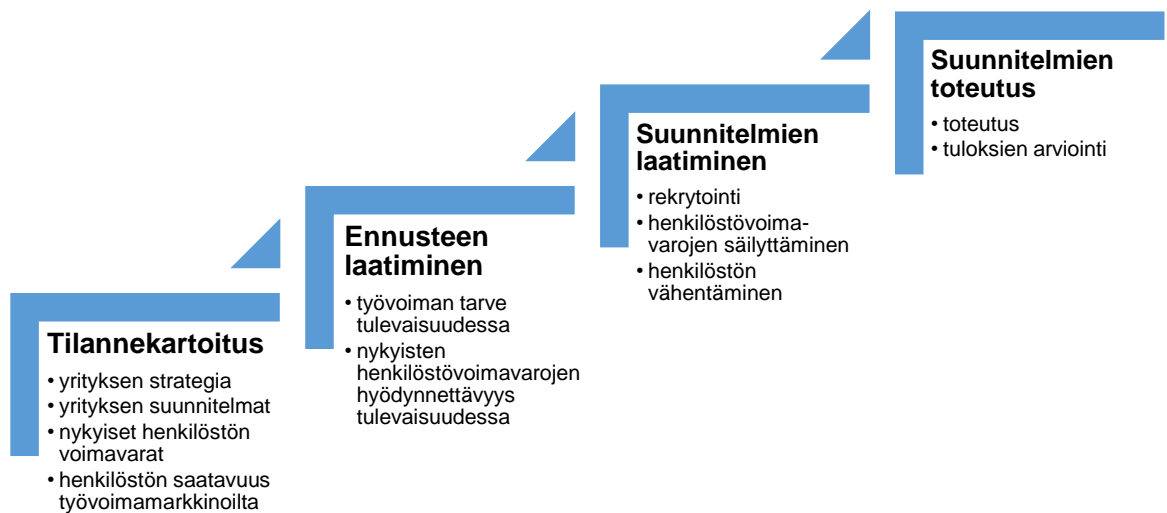 Tilannekartoitus
• yrityksen strategia
• yrityksen suunnitelmat
• nykyiset henkilöstön
voimavarat
• henkilöstön saatavuus
työvoimamarkkinoilta
Ennusteen
laatiminen
• työvoiman tarve
tulevaisuudessa
• nykyisten
henkilöstövoimavarojen
hyödynnettävyys
tulevaisuudessa
Suunnitelmien
laatiminen
• rekrytointi
• henkilöstövoima-
varojen säilyttäminen
• henkilöstön
vähentäminen
Suunnitelmien
toteutus
• toteutus
• tuloksien arviointi